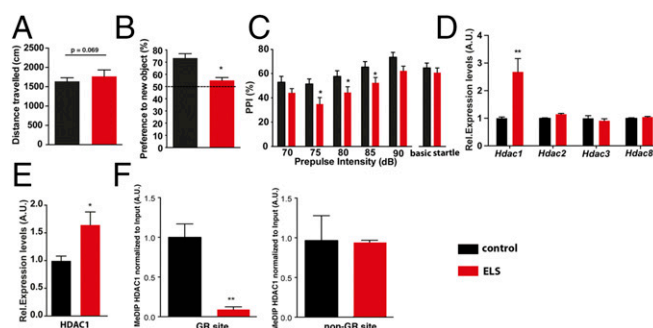 A
p = 0.069
2500
2000
1500
1000
500
0
Distance travelled (cm)
B
80
70
60
50
40
30
20
10
0
Preference to new object (%)
*
C
80
60
40
20
0
PPI (%)
* * *
70 75 80 85 90 basic startle
Prepulse Intensity (dB)
D
4
3
2
1
0
Rel.Expression levels (A.U.)
**
Hdac1 Hdac2 Hdac3 Hdac8
E
2.0
1.5
1.0
0.5
0.0
Rel.Expression levels (A.U.)
*
HDAC1
F
1.5
1.0
0.5
0.0
MeDIP HDAC1 normalized to Input (A.U.)
**
GR site
1.5
1.0
0.5
0.0
MeDIP HDAC1 normalized to Input (A.U.)
non-GR site
control
ELS